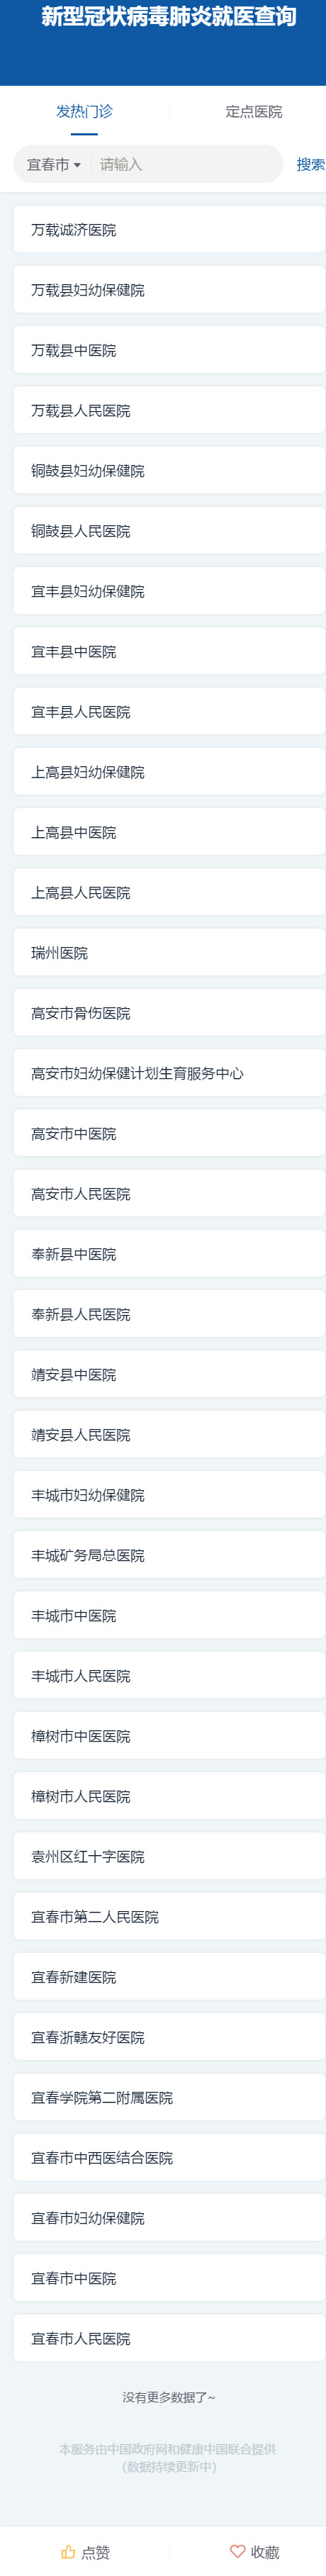 新型冠状病毒肺炎就医查询
发热门诊 定点医院
宜春市 请输入 搜索
万载诚济医院
万载县妇幼保健院
万载县中医院
万载县人民医院
铜鼓县妇幼保健院
铜鼓县人民医院
宜丰县妇幼保健院
宜丰县中医院
宜丰县人民医院
上高县妇幼保健院
上高县中医院
上高县人民医院
瑞州医院
高安市骨伤医院
高安市妇幼保健计划生育服务中心
高安市中医院
高安市人民医院
奉新县中医院
奉新县人民医院
靖安县中医院
靖安县人民医院
丰城市妇幼保健院
丰城矿务局总医院
丰城市中医院
丰城市人民医院
樟树市中医医院
樟树市人民医院
袁州区红十字医院
宜春市第二人民医院
宜春新建医院
宜春浙赣友好医院
宜春学院第二附属医院
宜春市中西医结合医院
宜春市妇幼保健院
宜春市中医院
宜春市人民医院
没有更多数据了~
本服务由中国政府网和健康中国联合提供
(数据持续更新中)
点赞 收藏